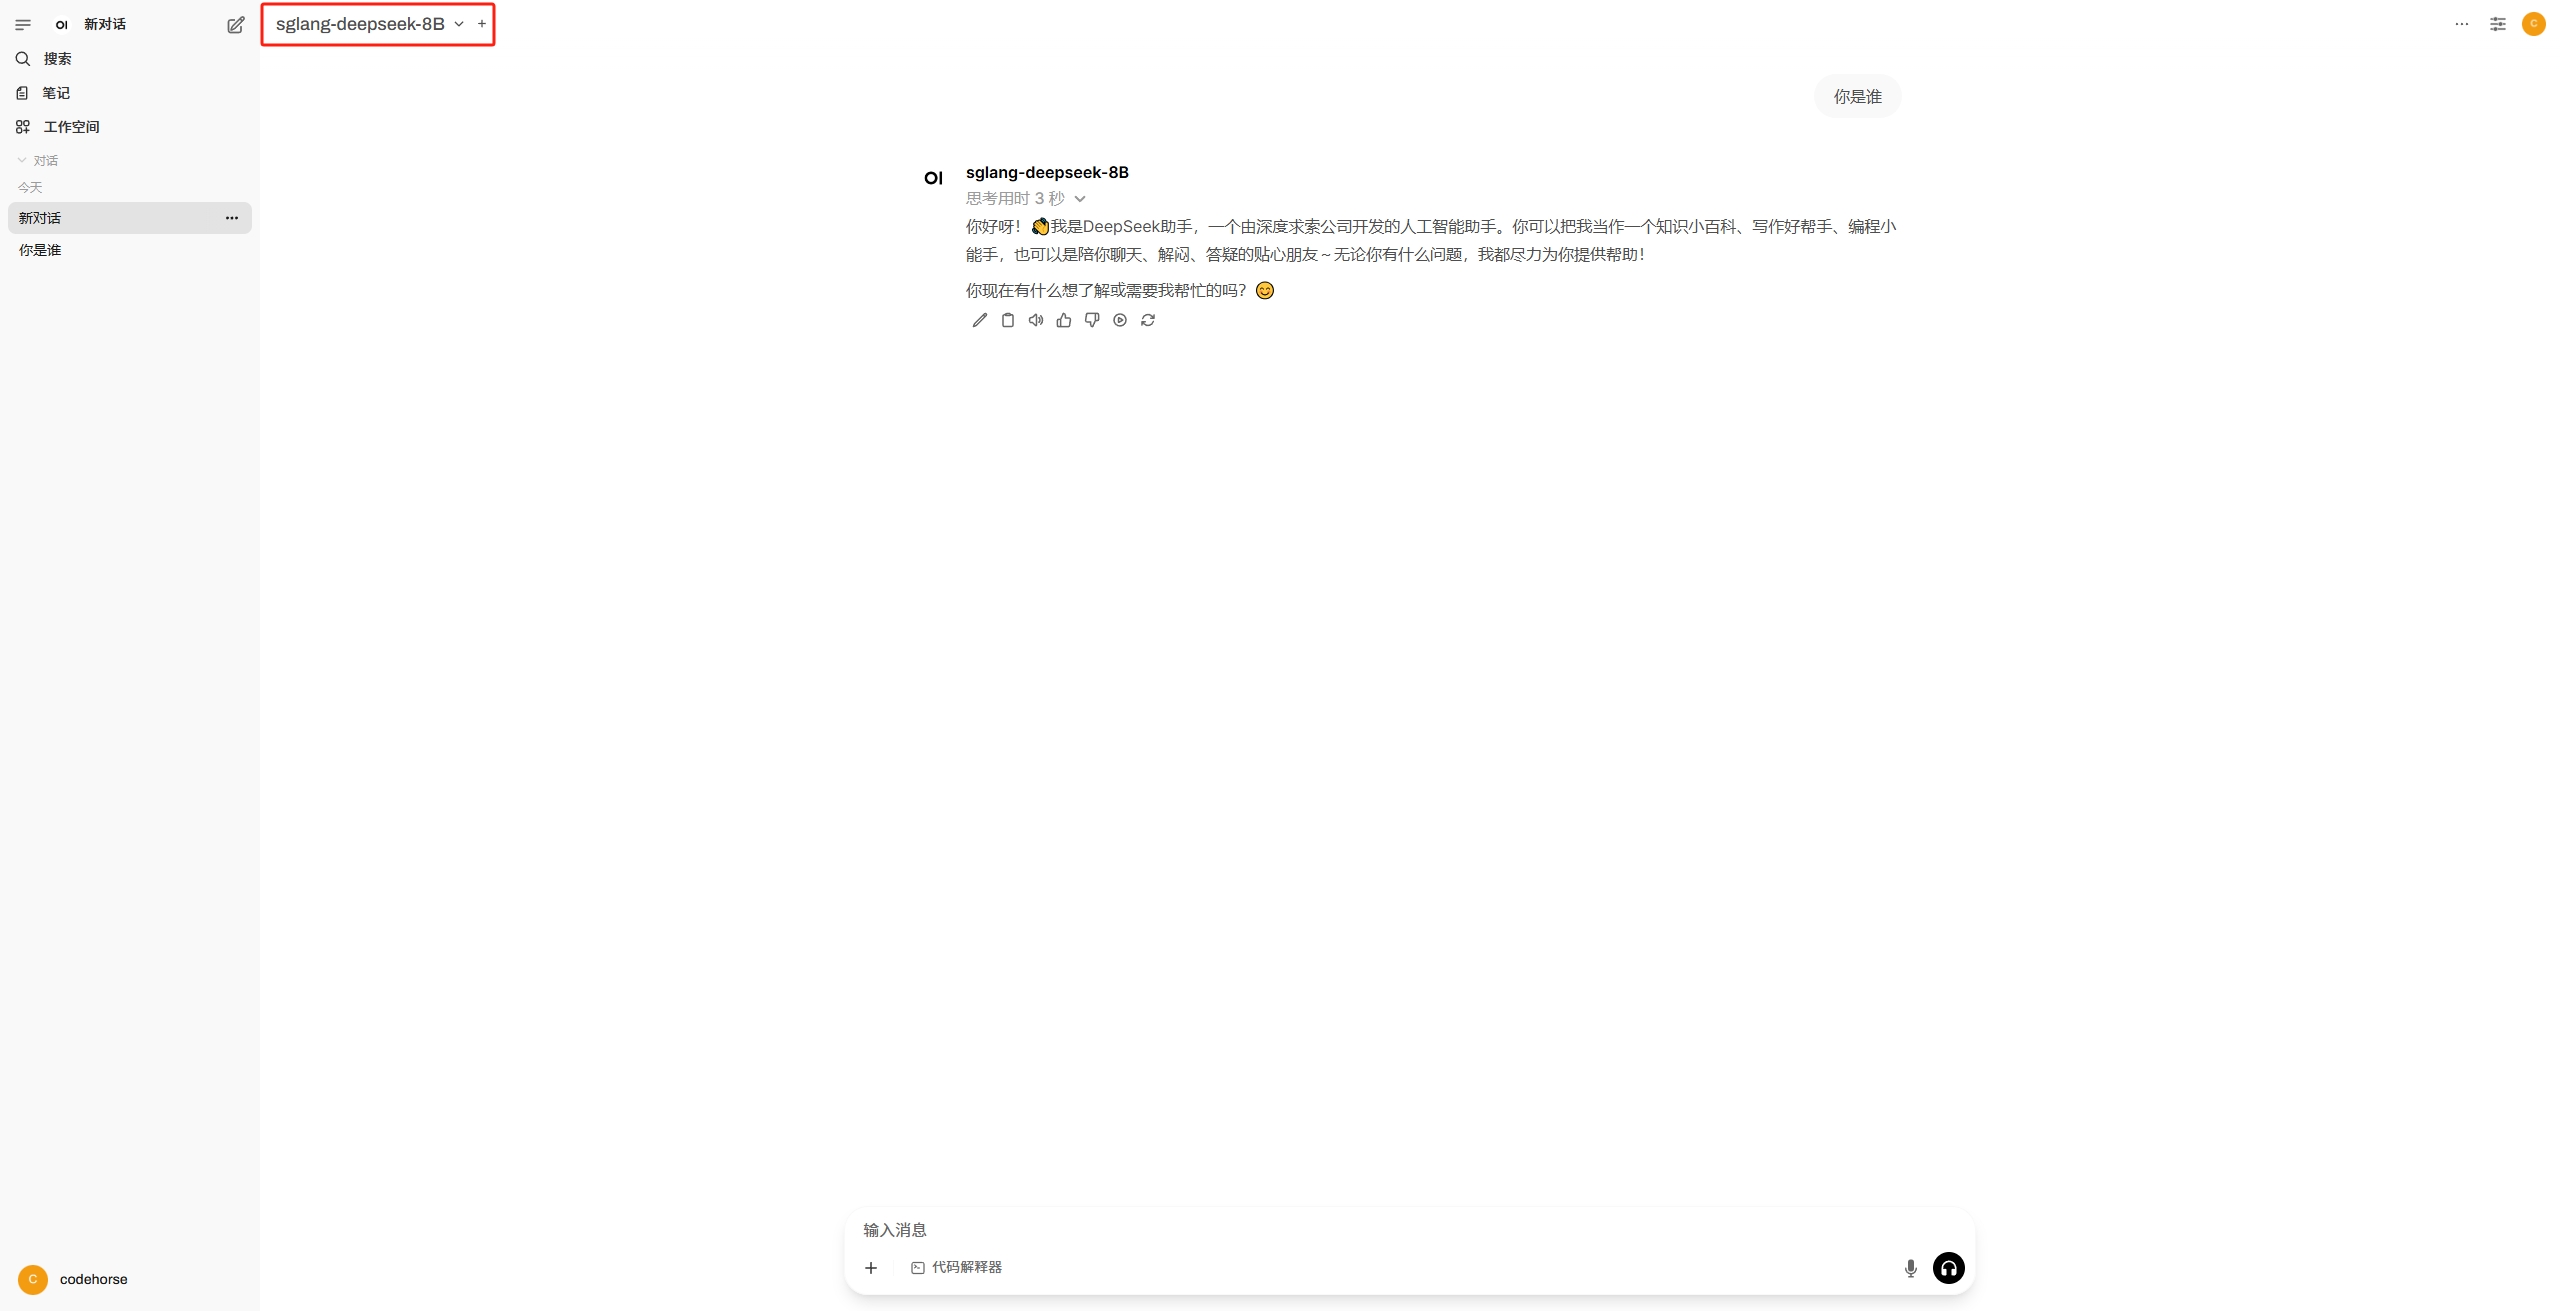 OI 新对话
搜索
笔记
工作空间
对话
今天
新对话
你是谁
C codehorse
sglang-deepseek-8B
C
你是谁
OI sglang-deepseek-8B
思考用时 3 秒
你好呀！👏我是DeepSeek助手，一个由深度求索公司开发的人工智能助手。你可以把我当作一个知识小百科、写作好帮手、编程小
能手，也可以是陪你聊天、解闷、答疑的贴心朋友～无论你有什么问题，我都尽力为你提供帮助！
你现在有什么想了解或需要我帮忙的吗？😊
输入消息
代码解释器